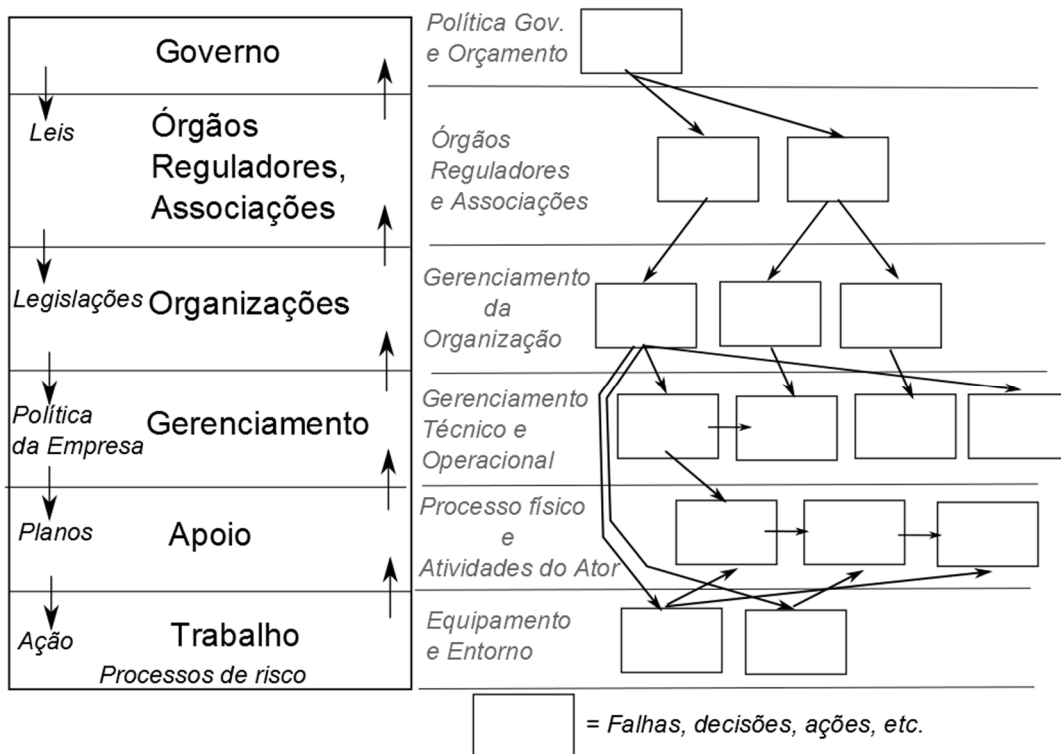 Governo
Leis
Órgãos
Reguladores,
Associações
Legislações
Organizações
Política
da Empresa
Gerenciamento
Planos
Apoio
Ação
Trabalho
Processos de risco
Política Gov.
e Orçamento
Órgãos
Reguladores
e Associações
Gerenciamento
da
Organização
Gerenciamento
Técnico e
Operacional
Processo físico
e
Atividades do Ator
Equipamento
e Entorno
= Falhas, decisões, ações, etc.